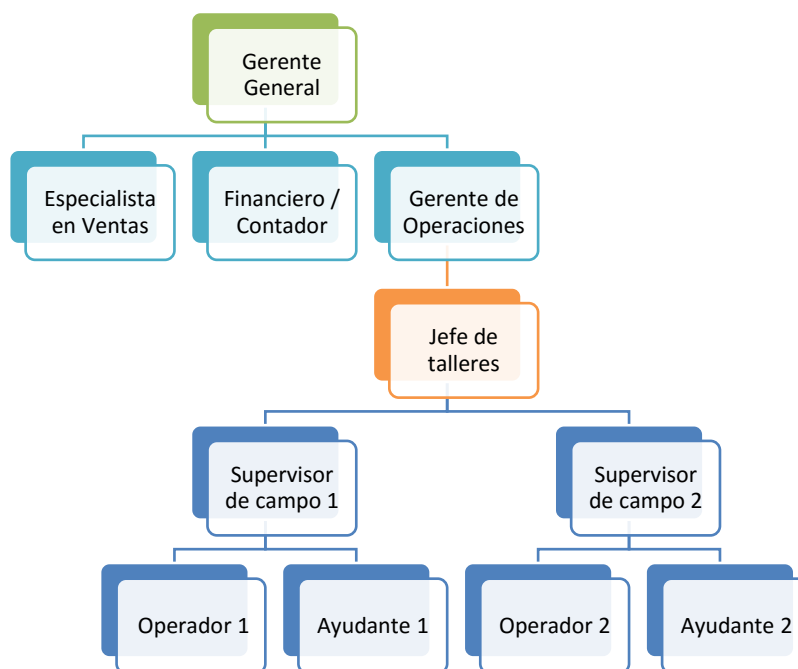 Gerente
General
Especialista
en Ventas
Financiero /
Contador
Gerente de
Operaciones
Jefe de
talleres
Supervisor
de campo 1
Supervisor
de campo 2
Operador 1
Ayudante 1
Operador 2
Ayudante 2